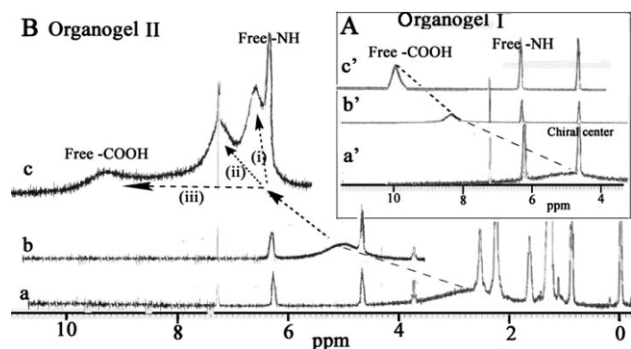 B Organogel II
Free -NH
Free -COOH
c
(i)
(ii)
(iii)
b
a
10 8 6 4 2 0
ppm
A Organogel I
Free -COOH
Free -NH
c'
b'
Chiral center
a'
10 8 6 4
ppm